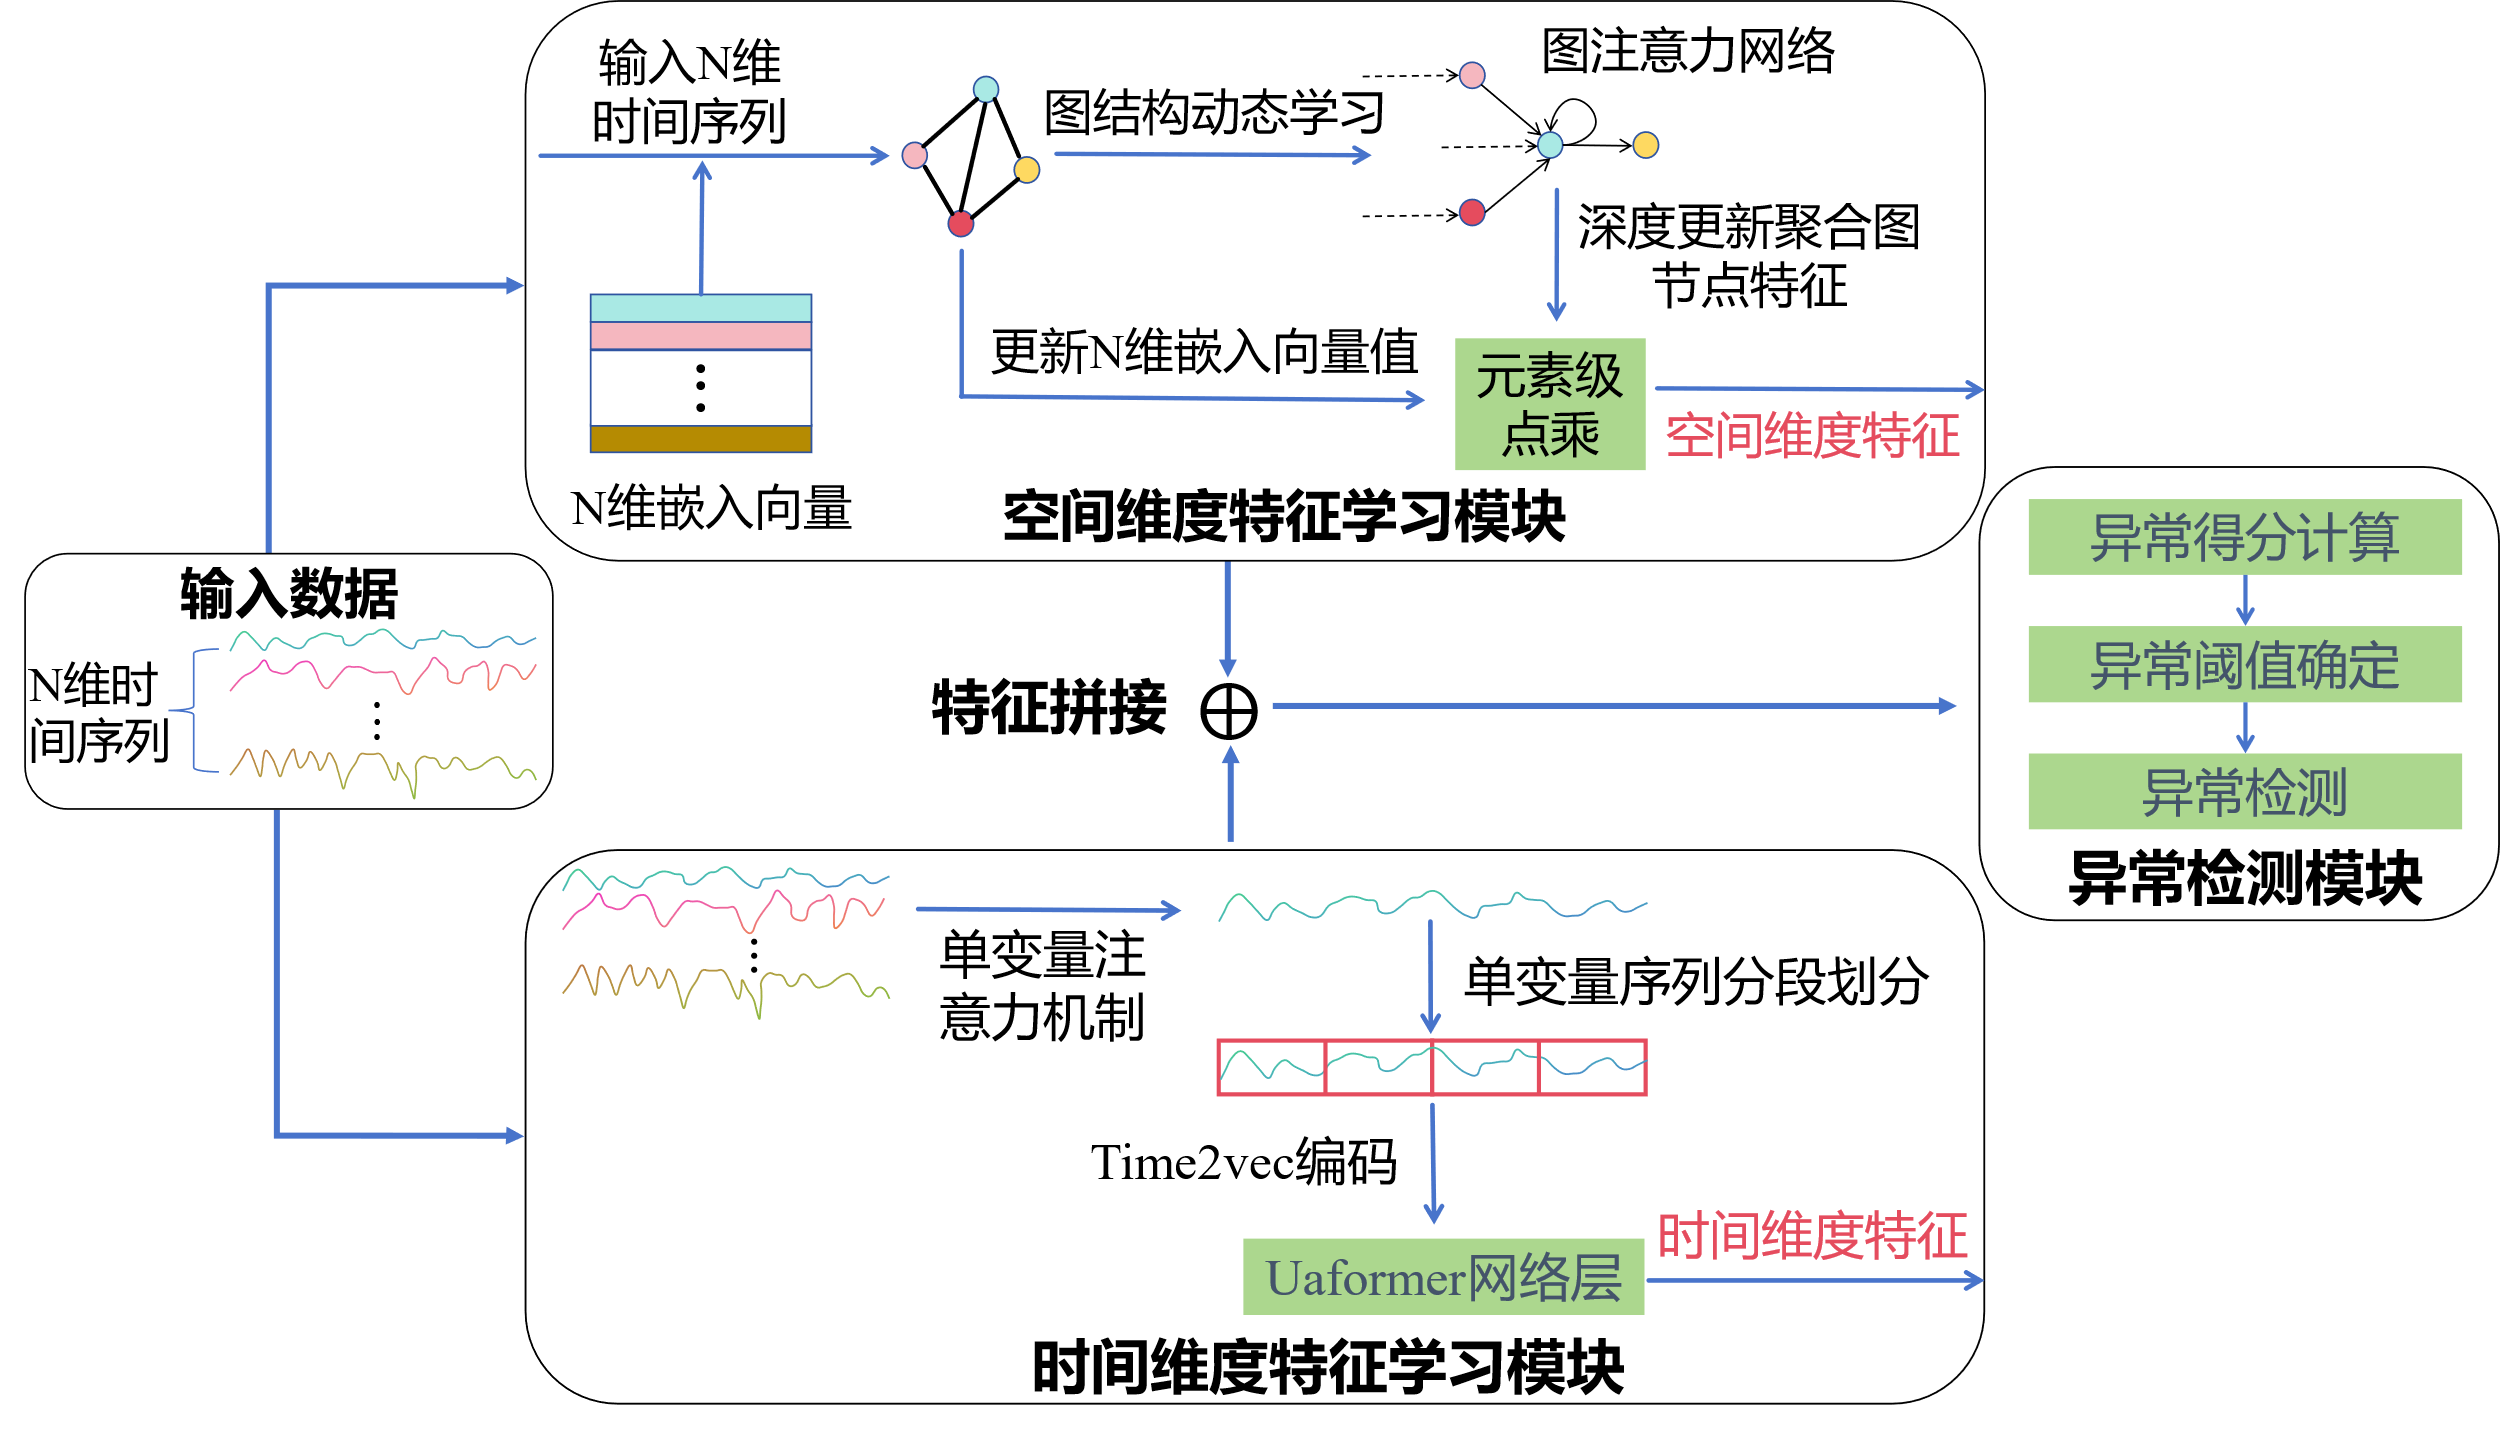 输入数据
N维时
间序列
输入N维
时间序列
N维嵌入向量
图结构动态学习
图注意力网络
深度更新聚合图
节点特征
更新N维嵌入向量值
元素级
点乘
空间维度特征
空间维度特征学习模块
特征拼接
单变量注
意力机制
单变量序列分段划分
Time2vec编码
Uaformer网络层
时间维度特征
时间维度特征学习模块
异常得分计算
异常阈值确定
异常检测
异常检测模块